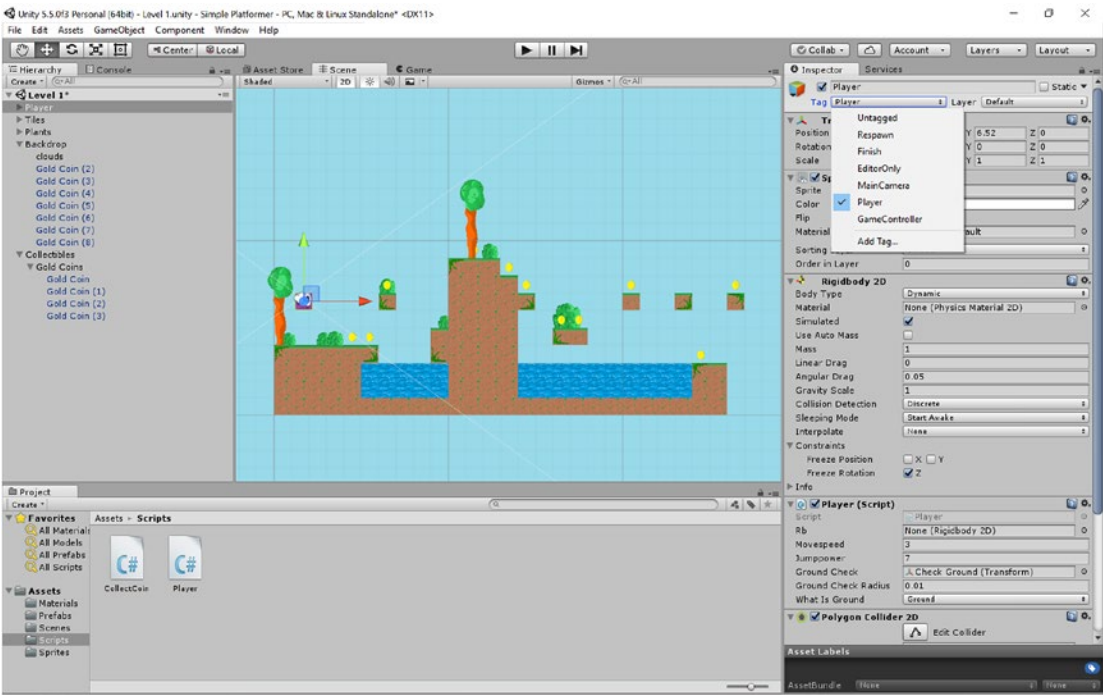 Unity 5.5.0f3 Personal (64bit) - Level 1.unity - Simple Platformer - PC, Mac & Linux Standalone* <DX11>
File Edit Assets GameObject Component Window Help
Center Local
Collab Account Layers Layout
Hierarchy Console
Create All
Level 1*
Player
Tiles
Plants
Backdrop
clouds
Gold Coin (2)
Gold Coin (3)
Gold Coin (4)
Gold Coin (5)
Gold Coin (6)
Gold Coin (7)
Gold Coin (8)
Collectibles
Gold Coins
Gold Coin
Gold Coin (1)
Gold Coin (2)
Gold Coin (3)
Asset Store Scene Game
Shaded 2D Gizmos All
Inspector Services
Player Static
Tag Player Layer Default
Untagged
Respawn
Finish
EditorOnly
MainCamera
Player
GameController
Add Tag...
Position Y 6.52 Z 0
Rotation Y 0 Z 0
Scale Y 1 Z 1
Sprite
Color
Flip
Material
Sorting Layer
Order in Layer 0
Rigidbody 2D
Body Type Dynamic
Material None (Physics Material 2D)
Simulated
Use Auto Mass
Mass 1
Linear Drag 0
Angular Drag 0.05
Gravity Scale 1
Collision Detection Discrete
Sleeping Mode Start Awake
Interpolate None
Constraints
Freeze Position X Y
Freeze Rotation Z
Info
Player (Script)
Script Player
Rb None (Rigidbody 2D)
Movespeed 3
Jumppower 7
Ground Check Check Ground (Transform)
Ground Check Radius 0.01
What Is Ground Ground
Polygon Collider 2D
Edit Collider
Asset Labels
AssetBundle None None
Project
Create
Favorites
All Materials
All Models
All Prefabs
All Scripts
Assets
Materials
Prefabs
Scenes
Scripts
Sprites
Assets Scripts
C# C#
CollectCoin Player